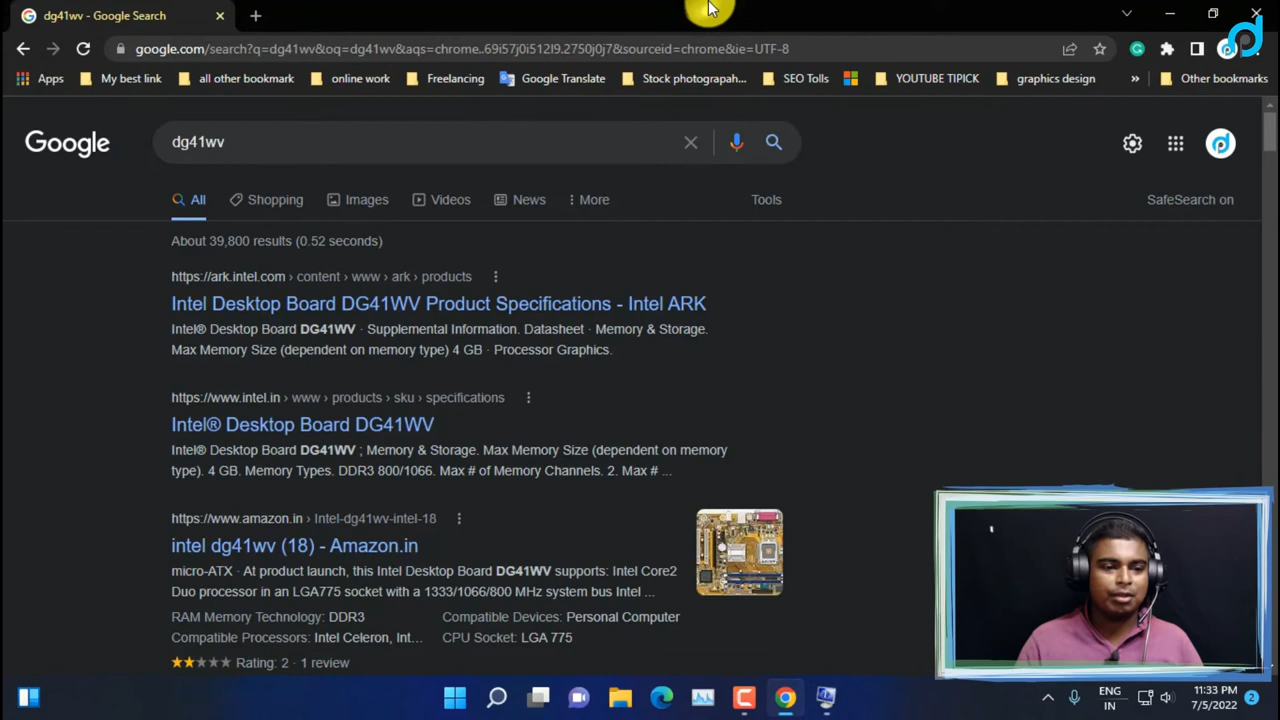 dg41wv - Google Search
google.com/search?q=dg41wv&oq=dg41wv&aqs=chrome..69i57j0i512l9.2750j0j7&sourceid=chrome&ie=UTF-8
Apps My best link all other bookmark online work Freelancing Google Translate Stock photograpah... SEO Tolls YOUTUBE TIPICK graphics design » Other bookmarks
Google
dg41wv
All Shopping Images Videos News More Tools SafeSearch on
About 39,800 results (0.52 seconds)
https://ark.intel.com › content › www › ark › products
Intel Desktop Board DG41WV Product Specifications - Intel ARK
Intel® Desktop Board DG41WV · Supplemental Information. Datasheet · Memory & Storage.
Max Memory Size (dependent on memory type) 4 GB · Processor Graphics.
https://www.intel.in › www › products › sku › specifications
Intel® Desktop Board DG41WV
Intel® Desktop Board DG41WV ; Memory & Storage. Max Memory Size (dependent on memory
type). 4 GB. Memory Types. DDR3 800/1066. Max # of Memory Channels. 2. Max # ...
https://www.amazon.in › Intel-dg41wv-intel-18
intel dg41wv (18) - Amazon.in
micro-ATX · At product launch, this Intel Desktop Board DG41WV supports: Intel Core2
Duo processor in an LGA775 socket with a 1333/1066/800 MHz system bus Intel ...
RAM Memory Technology: DDR3 Compatible Devices: Personal Computer
Compatible Processors: Intel Celeron, Int... CPU Socket: LGA 775
Rating: 2 · 1 review
ENG
IN
11:33 PM
7/5/2022
2